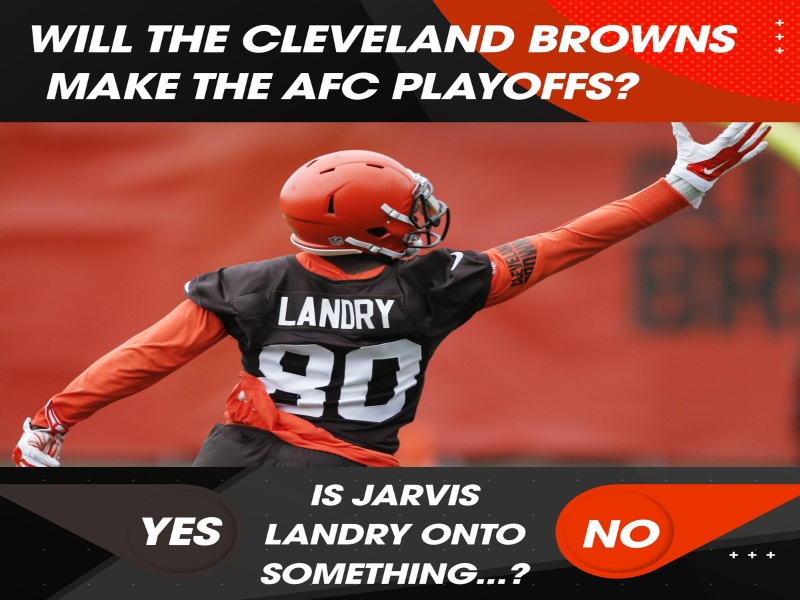 WILL THE CLEVELAND BROWNS
MAKE THE AFC PLAYOFFS?
LANDRY
80
YES
IS JARVIS
LANDRY ONTO
SOMETHING...?
NO